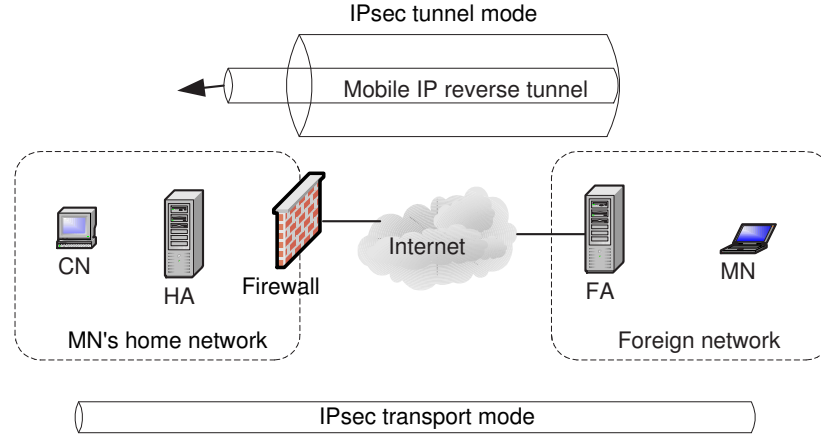 IPsec tunnel mode
Mobile IP reverse tunnel
Internet
CN
HA
Firewall
FA
MN
MN's home network
Foreign network
IPsec transport mode